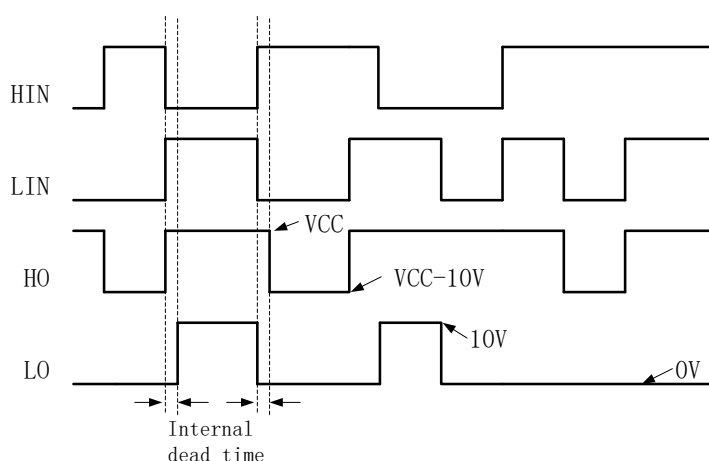 HIN
LIN
VCC
HO
VCC-10V
10V
LO
0V
Internal
dead time